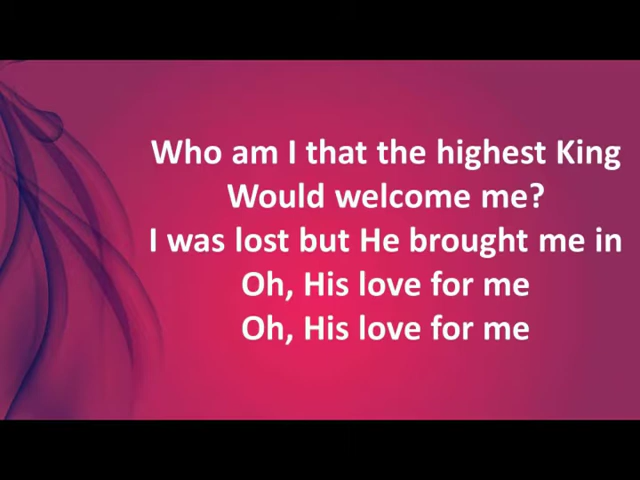 Who am I that the highest King
Would welcome me?
I was lost but He brought me in
Oh, His love for me
Oh, His love for me